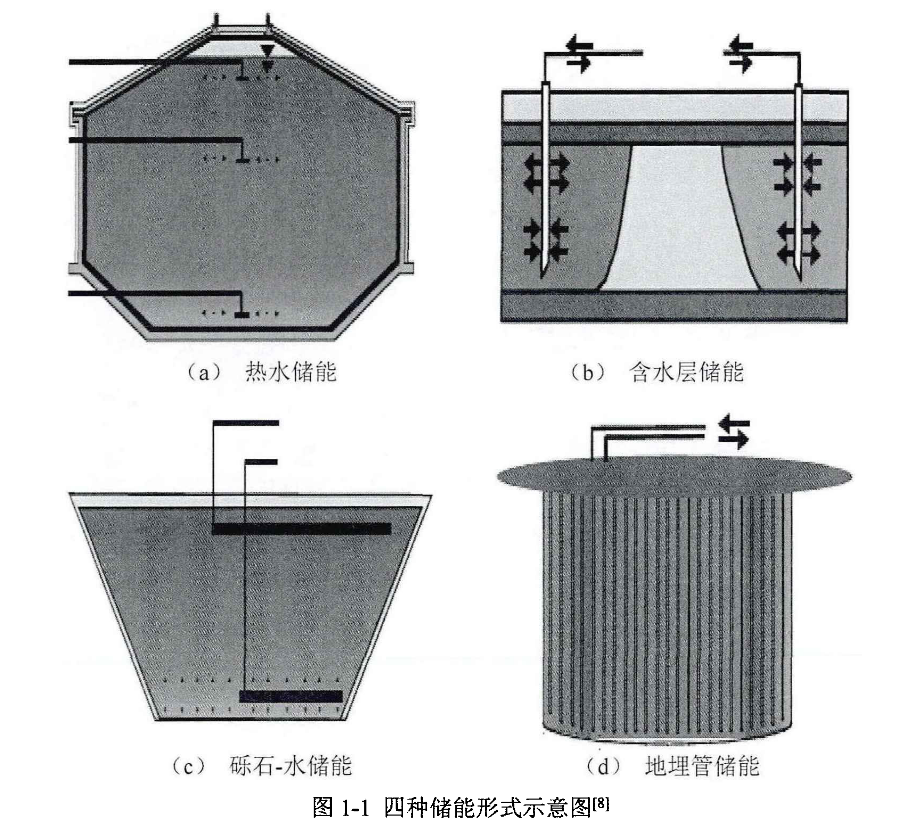 （a） 热水储能
（b） 含水层储能
（c） 砾石-水储能
（d） 地埋管储能
图 1-1 四种储能形式示意图[8]